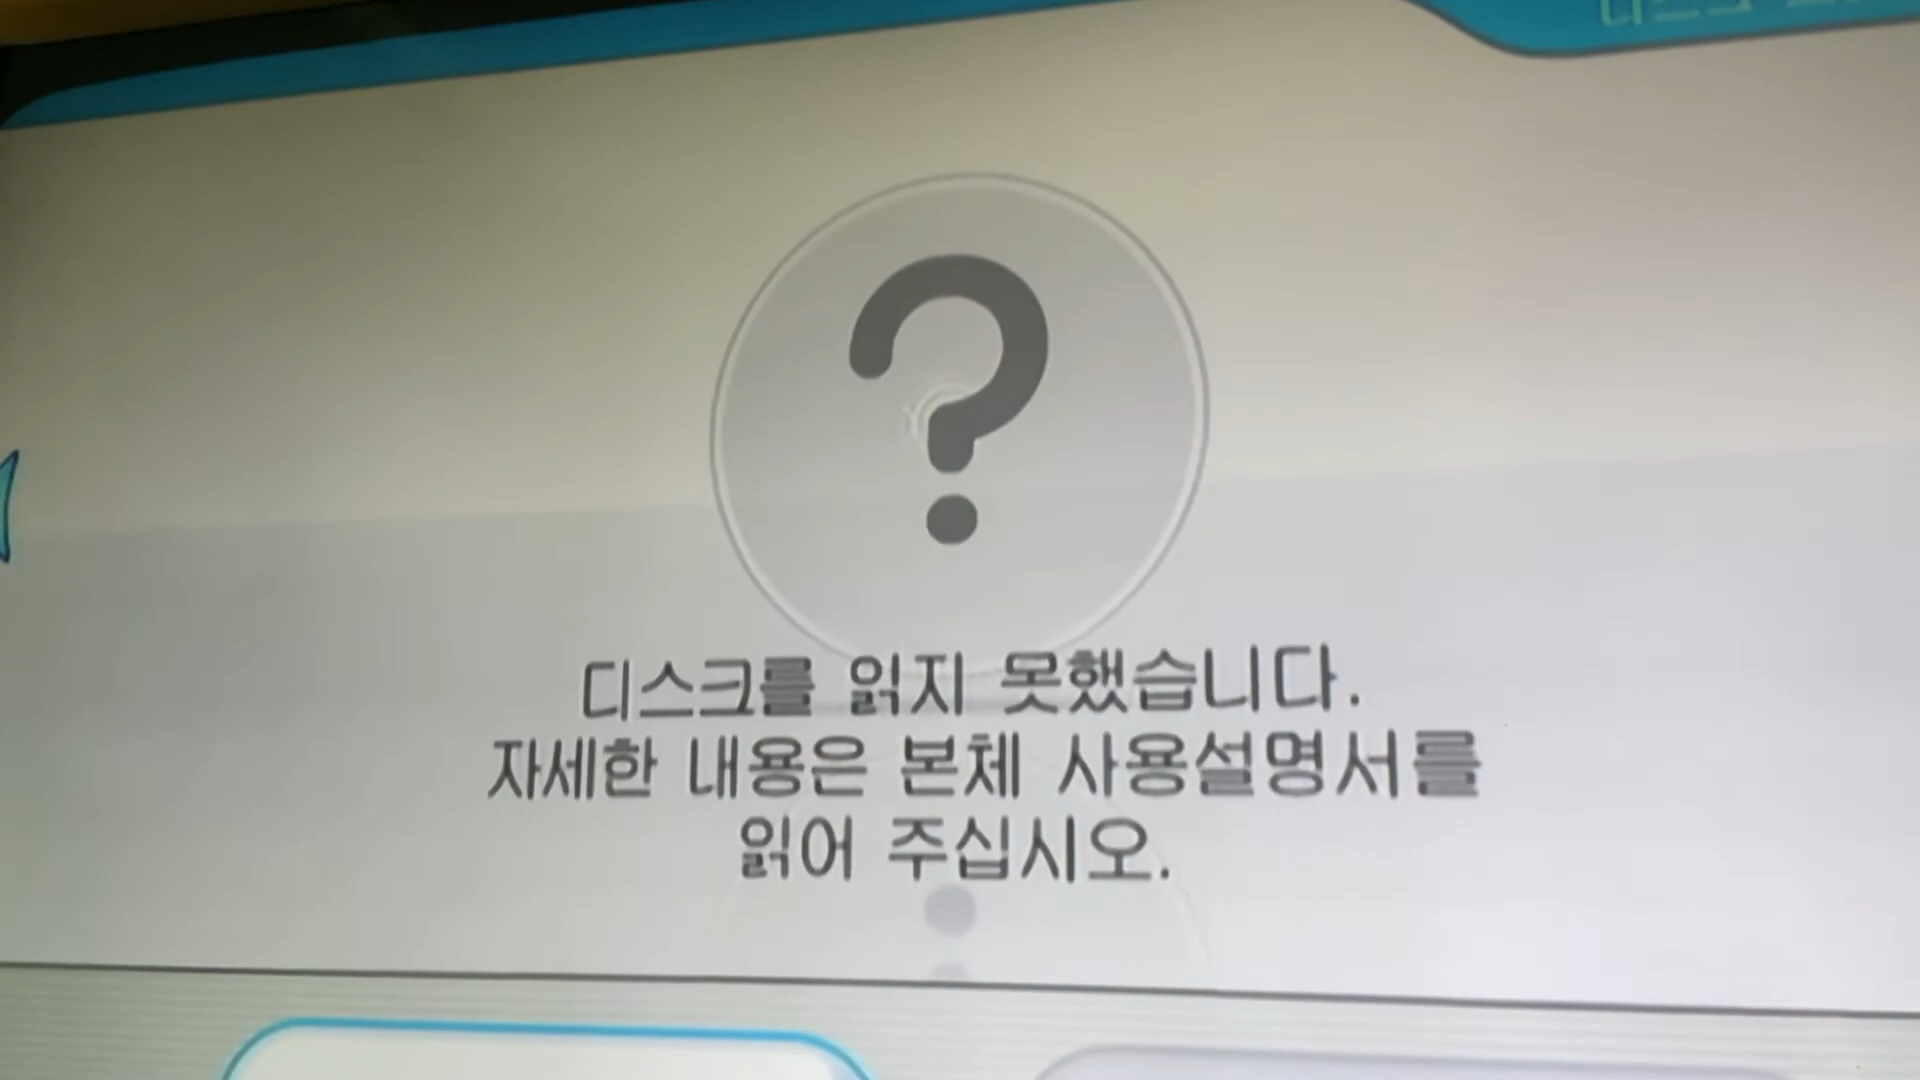 디스크를 읽지 못했습니다.
자세한 내용은 본체 사용설명서를
읽어 주십시오.